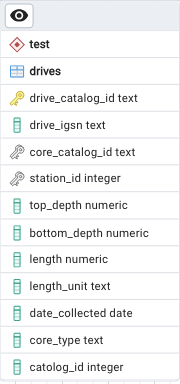 test
drives
drive_catalog_id text
drive_igsn text
core_catalog_id text
station_id integer
top_depth numeric
bottom_depth numeric
length numeric
length_unit text
date_collected date
core_type text
catolog_id integer